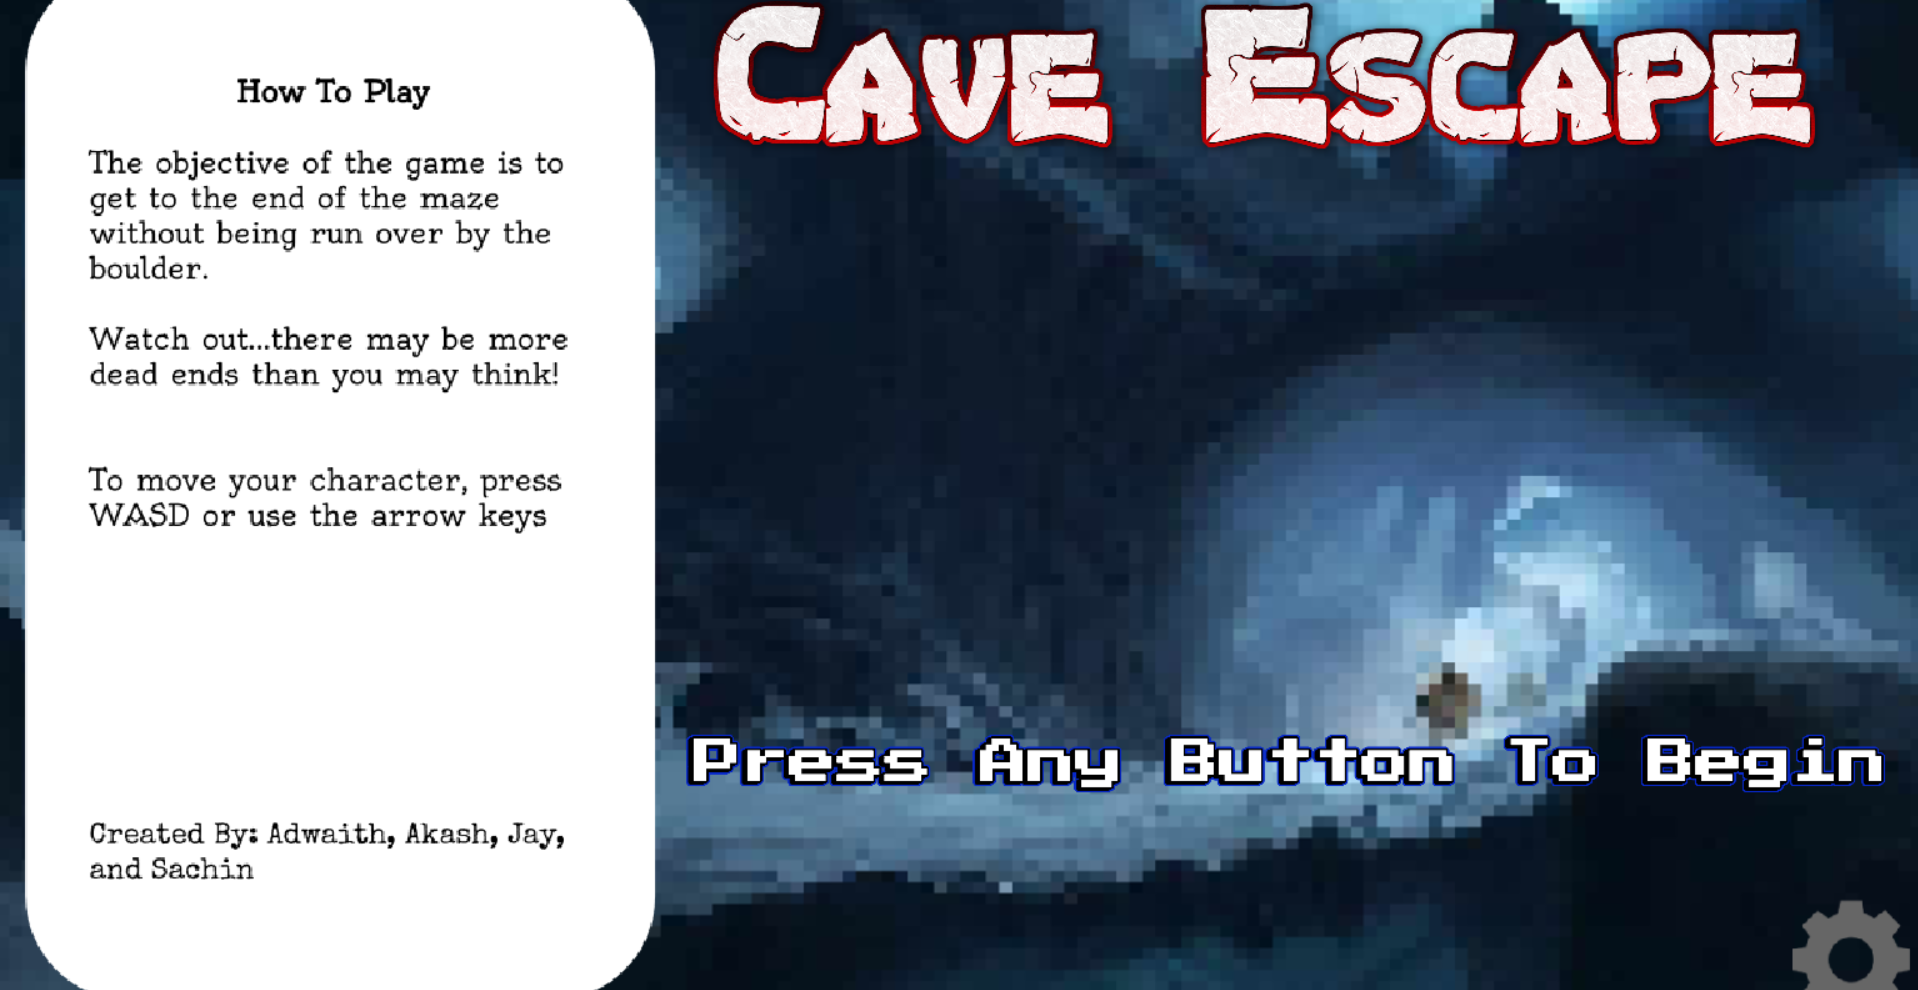 How To Play
The objective of the game is to
get to the end of the maze
without being run over by the
boulder.
Watch out...there may be more
dead ends than you may think!
To move your character, press
WASD or use the arrow keys
Created By: Adwaith, Akash, Jay,
and Sachin
CAVE ESCAPE
Press Any Button To Begin